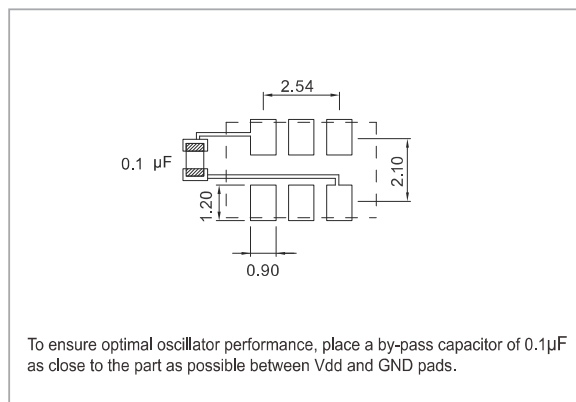 2.54
0.1 µF
2.10
1.20
0.90
To ensure optimal oscillator performance, place a by-pass capacitor of 0.1µF
as close to the part as possible between Vdd and GND pads.